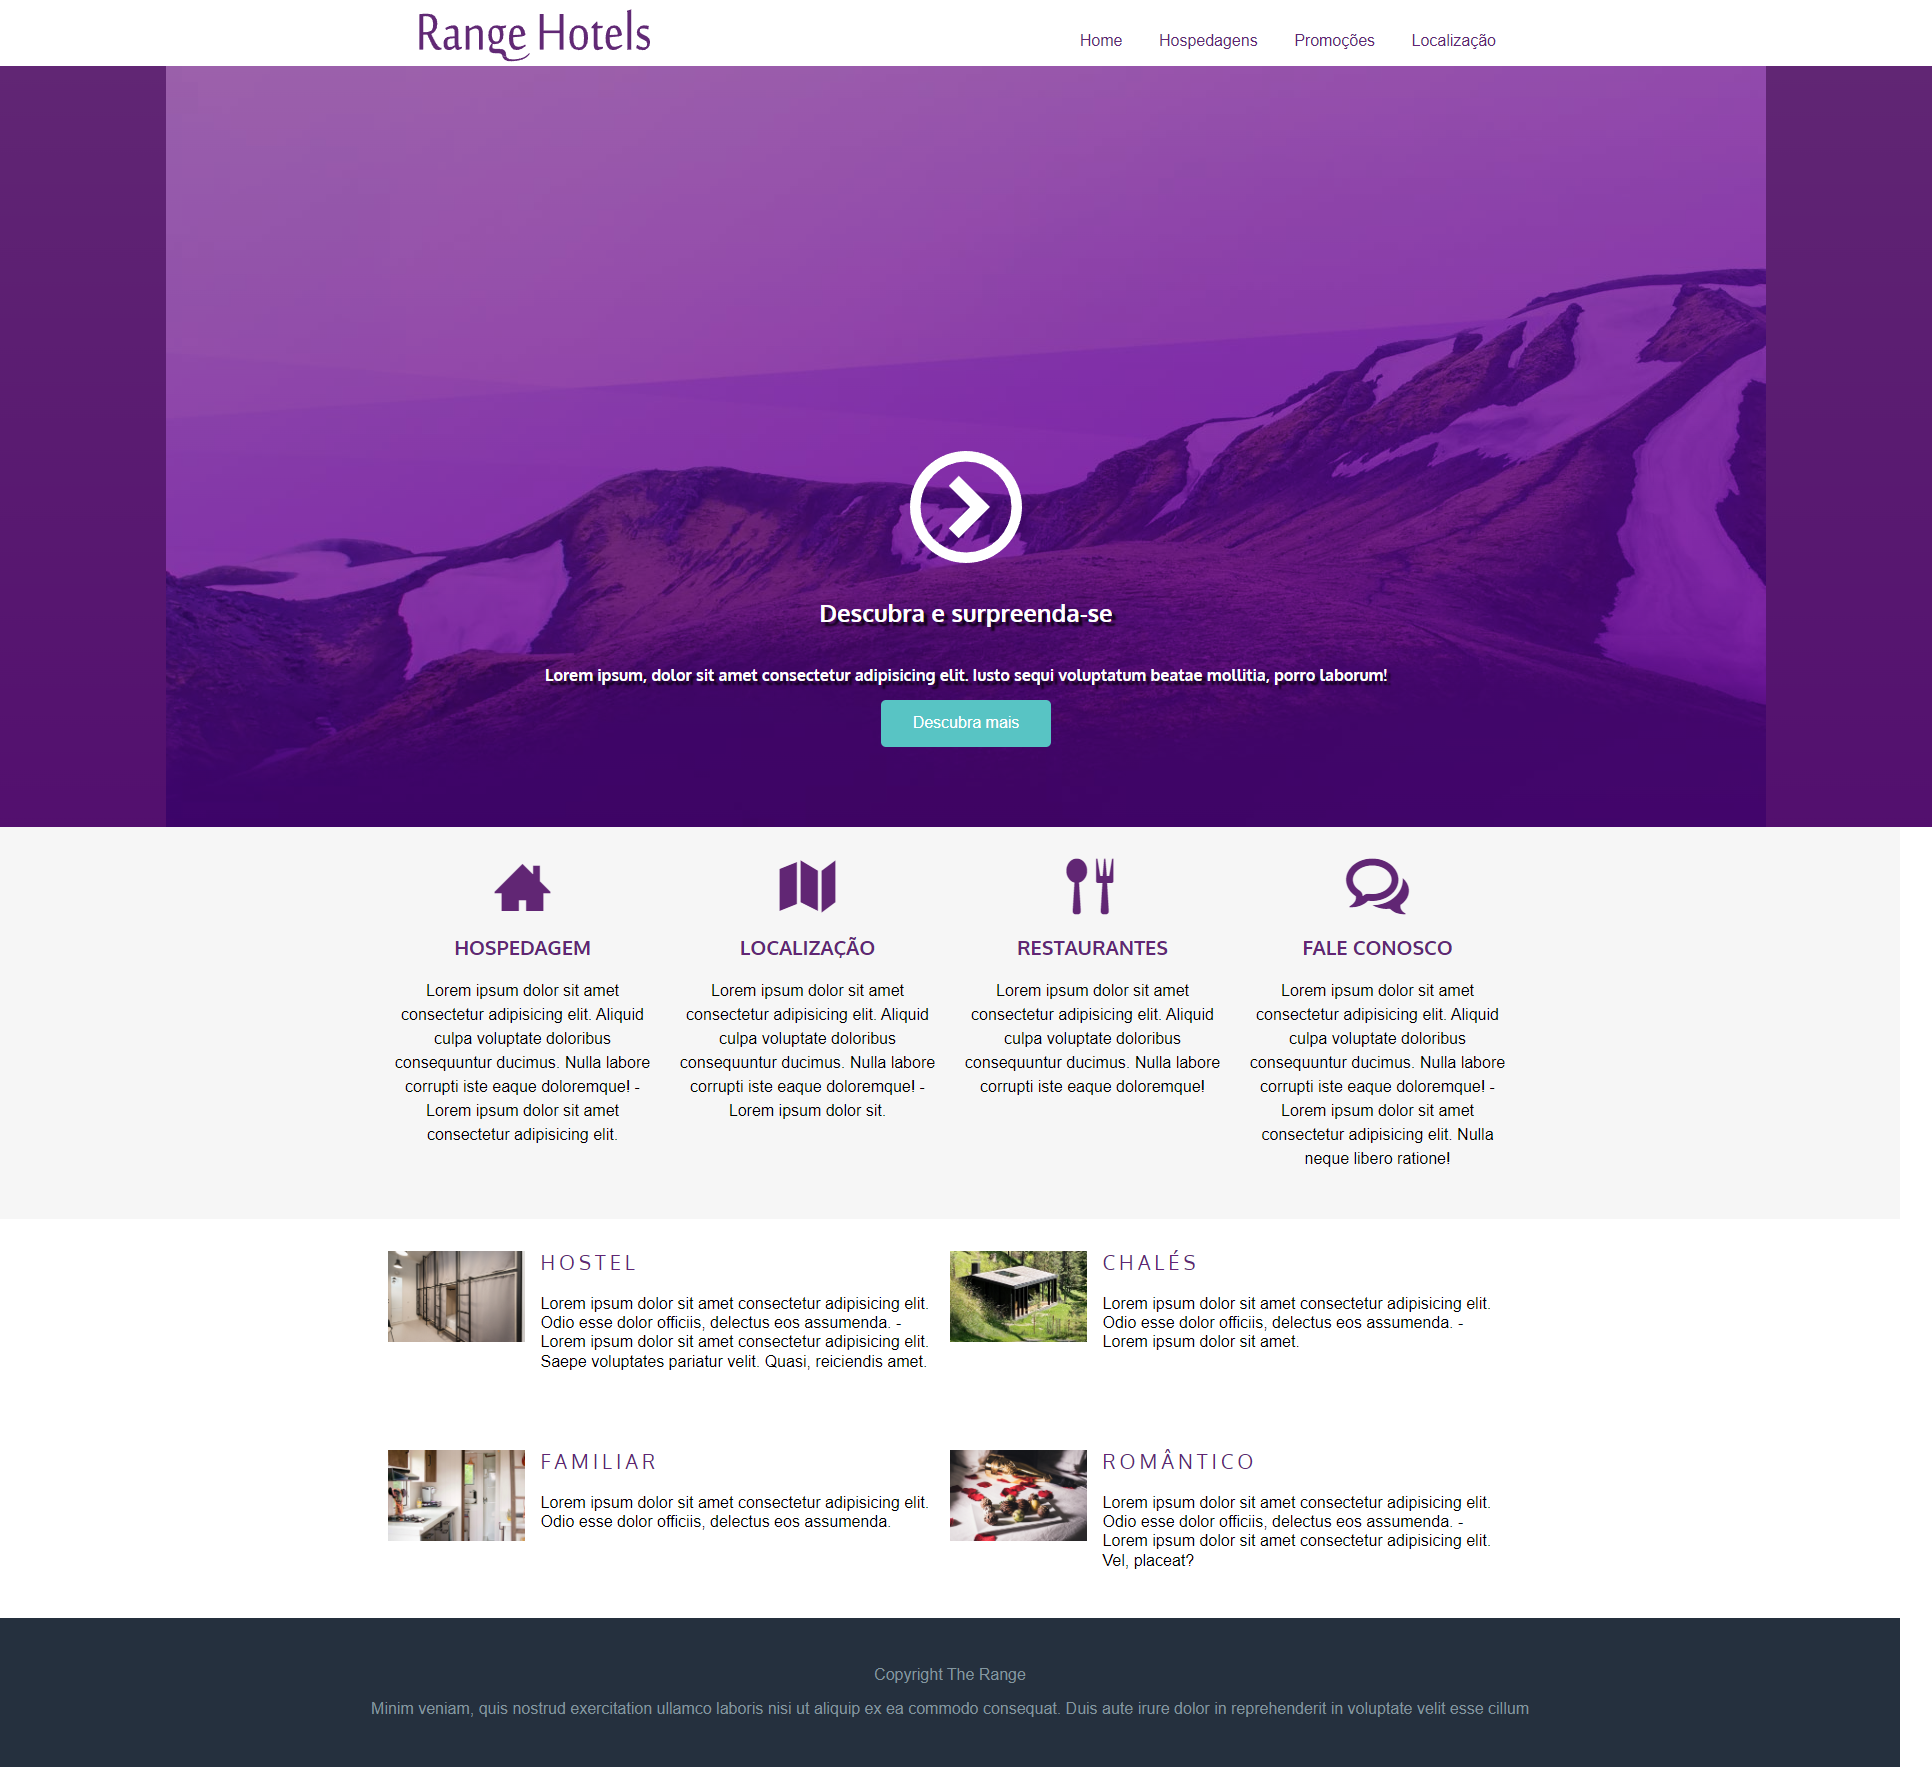 Range Hotels
Home Hospedagens Promoções Localização
Descubra e surpreenda-se
Lorem ipsum, dolor sit amet consectetur adipisicing elit. Iusto sequi voluptatum beatae mollitia, porro laborum!
Descubra mais
HOSPEDAGEM
Lorem ipsum dolor sit amet
consectetur adipisicing elit. Aliquid
culpa voluptate doloribus
consequuntur ducimus. Nulla labore
corrupti iste eaque doloremque! -
Lorem ipsum dolor sit amet
consectetur adipisicing elit.
LOCALIZAÇÃO
Lorem ipsum dolor sit amet
consectetur adipisicing elit. Aliquid
culpa voluptate doloribus
consequuntur ducimus. Nulla labore
corrupti iste eaque doloremque! -
Lorem ipsum dolor sit.
RESTAURANTES
Lorem ipsum dolor sit amet
consectetur adipisicing elit. Aliquid
culpa voluptate doloribus
consequuntur ducimus. Nulla labore
corrupti iste eaque doloremque!
FALE CONOSCO
Lorem ipsum dolor sit amet
consectetur adipisicing elit. Aliquid
culpa voluptate doloribus
consequuntur ducimus. Nulla labore
corrupti iste eaque doloremque! -
Lorem ipsum dolor sit amet
consectetur adipisicing elit. Nulla
neque libero ratione!
HOSTEL
Lorem ipsum dolor sit amet consectetur adipisicing elit.
Odio esse dolor officiis, delectus eos assumenda. -
Lorem ipsum dolor sit amet consectetur adipisicing elit.
Saepe voluptates pariatur velit. Quasi, reiciendis amet.
CHALÉS
Lorem ipsum dolor sit amet consectetur adipisicing elit.
Odio esse dolor officiis, delectus eos assumenda. -
Lorem ipsum dolor sit amet.
FAMILIAR
Lorem ipsum dolor sit amet consectetur adipisicing elit.
Odio esse dolor officiis, delectus eos assumenda.
ROMÂNTICO
Lorem ipsum dolor sit amet consectetur adipisicing elit.
Odio esse dolor officiis, delectus eos assumenda. -
Lorem ipsum dolor sit amet consectetur adipisicing elit.
Vel, placeat?
Copyright The Range
Minim veniam, quis nostrud exercitation ullamco laboris nisi ut aliquip ex ea commodo consequat. Duis aute irure dolor in reprehenderit in voluptate velit esse cillum